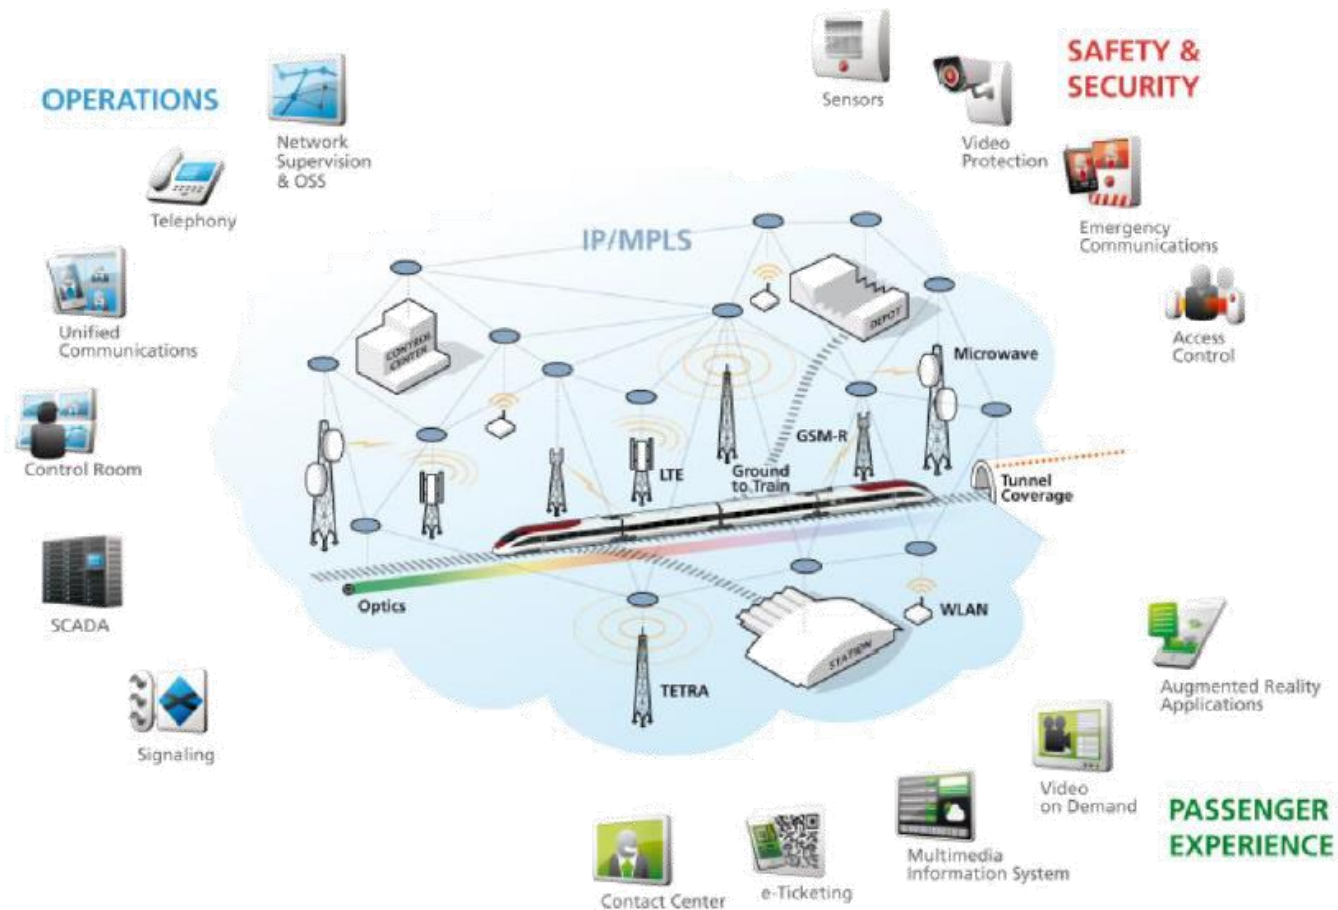 OPERATIONS
Network
Supervision
& OSS
Telephony
Unified
Communications
Control Room
SCADA
Signaling
Sensors
SAFETY &
SECURITY
Video
Protection
Emergency
Communications
Access
Control
IP/MPLS
CONTROL
CENTER
DEPOT
Microwave
GSM-R
LTE
Ground
to Train
Tunnel
Coverage
Optics
WLAN
STATION
TETRA
Augmented Reality
Applications
Video
on Demand
PASSENGER
EXPERIENCE
Multimedia
Information System
e-Ticketing
Contact Center